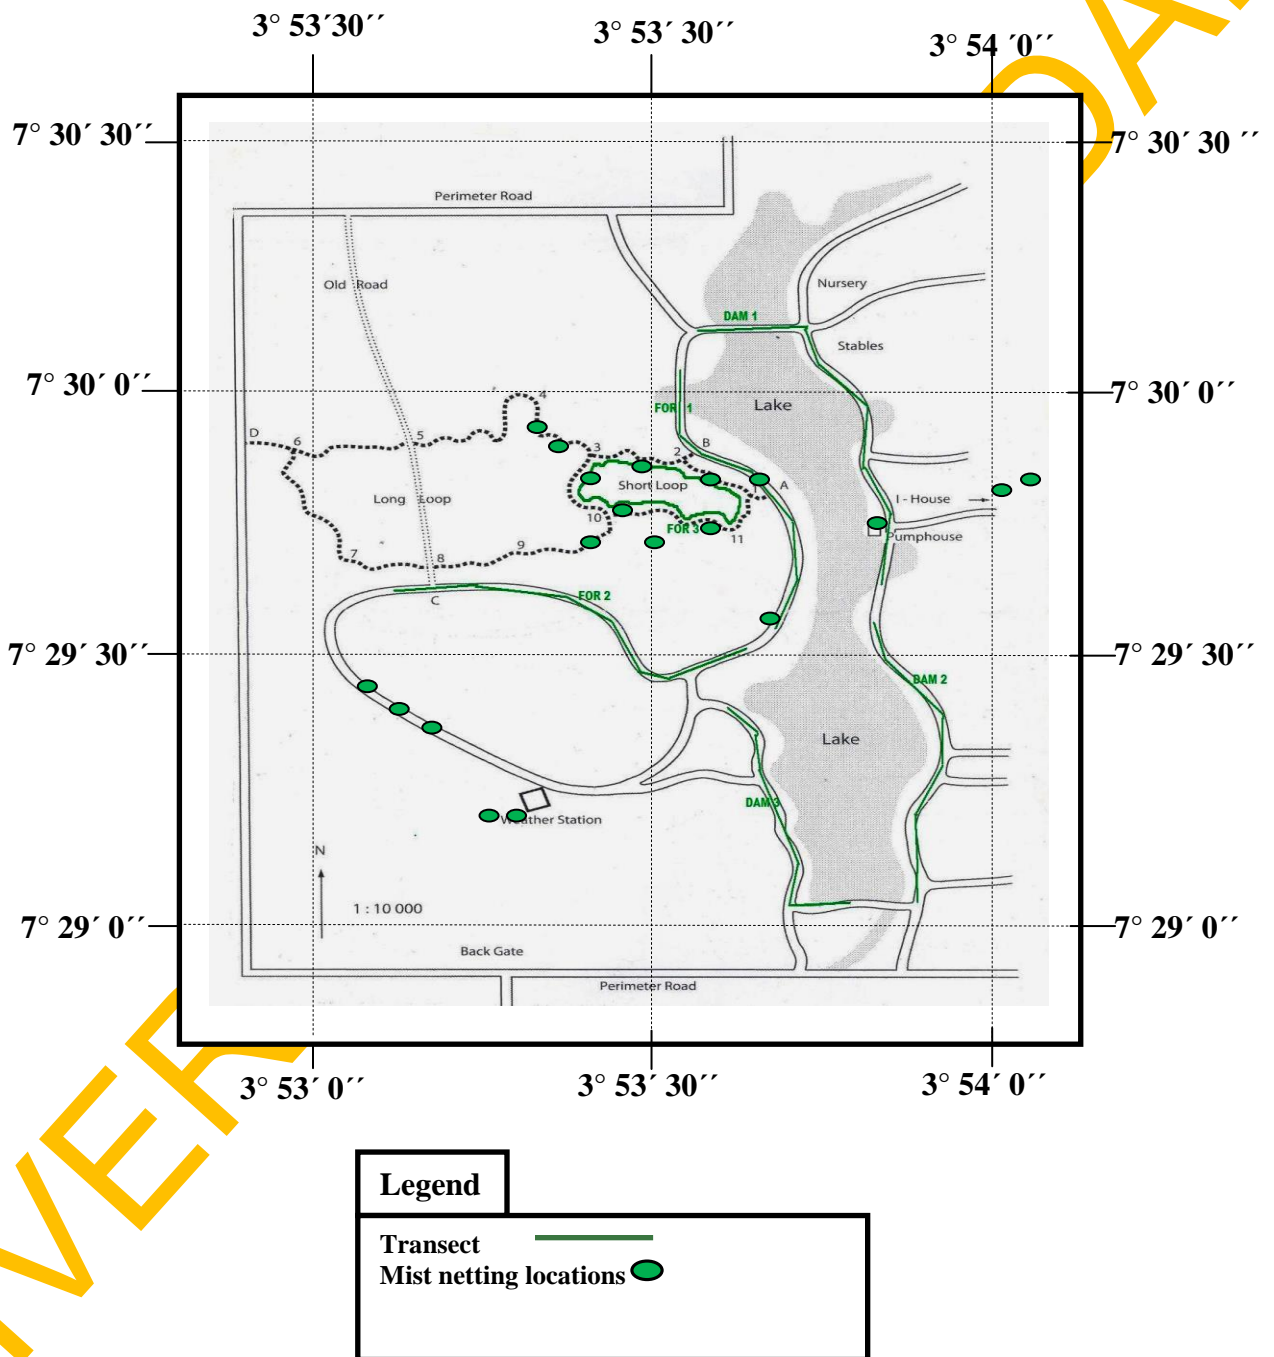 3° 53´30´´
3° 53´ 30´´
3° 54 ´0´´
7° 30´ 30´´
7° 30´ 30 ´´
Perimeter Road
Old Road
Nursery
DAM 1
Stables
7° 30´ 0´´
7° 30´ 0´´
4
FOR 1
Lake
D
6
5
3
2
B
Long Loop
Short Loop
1
A
I - House
10
FOR 3
11
Pumphouse
7
8
9
C
FOR 2
7° 29´ 30´´
7° 29´ 30´´
DAM 2
Lake
DAM 3
Weather Station
N
1 : 10 000
7° 29´ 0´´
7° 29´ 0´´
Back Gate
Perimeter Road
3° 53´ 0´´
3° 53´ 30´´
3° 54´ 0´´
Legend
Transect
Mist netting locations